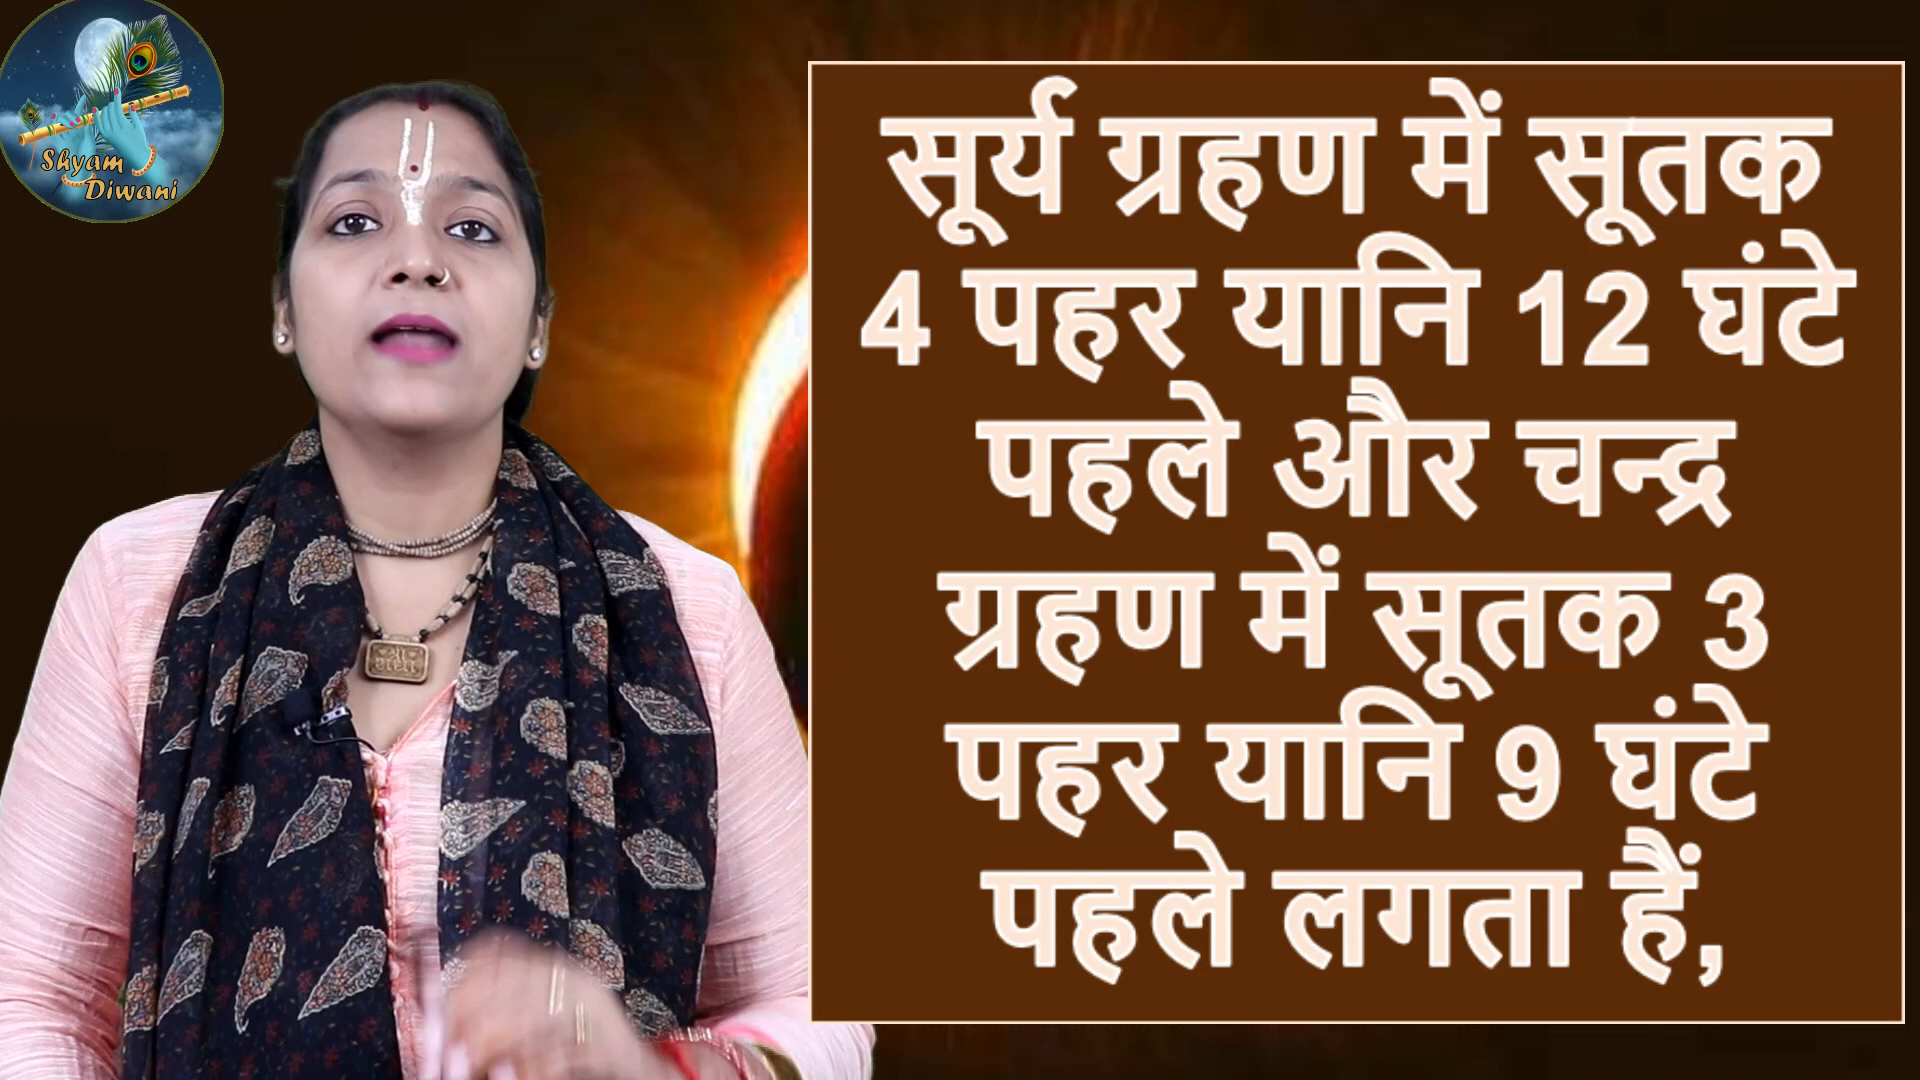 Shyam
Diwani
सूर्य ग्रहण में सूतक
4 पहर यानि 12 घंटे
पहले और चन्द्र
ग्रहण में सूतक 3
पहर यानि 9 घंटे
पहले लगता हैं,
श्री
राधा